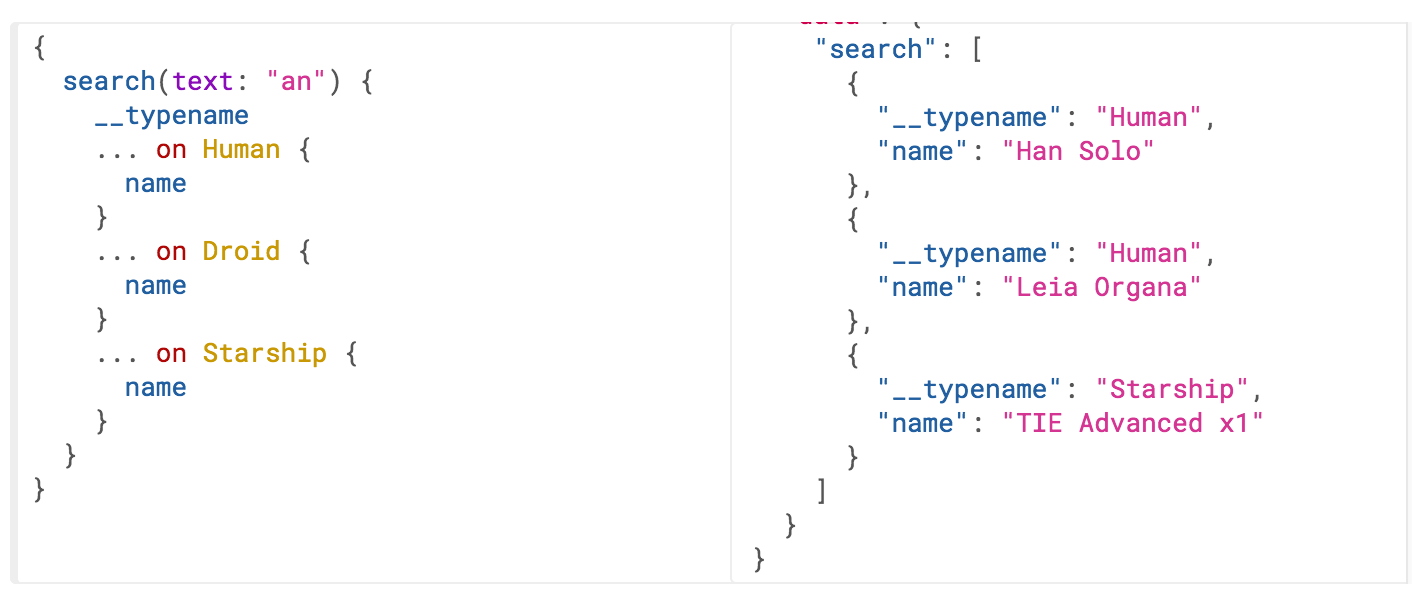 {
  search(text: "an") {
    __typename
    ... on Human {
      name
    }
    ... on Droid {
      name
    }
    ... on Starship {
      name
    }
  }
}
    "search": [
      {
        "__typename": "Human",
        "name": "Han Solo"
      },
      {
        "__typename": "Human",
        "name": "Leia Organa"
      },
      {
        "__typename": "Starship",
        "name": "TIE Advanced x1"
      }
    ]
  }
}